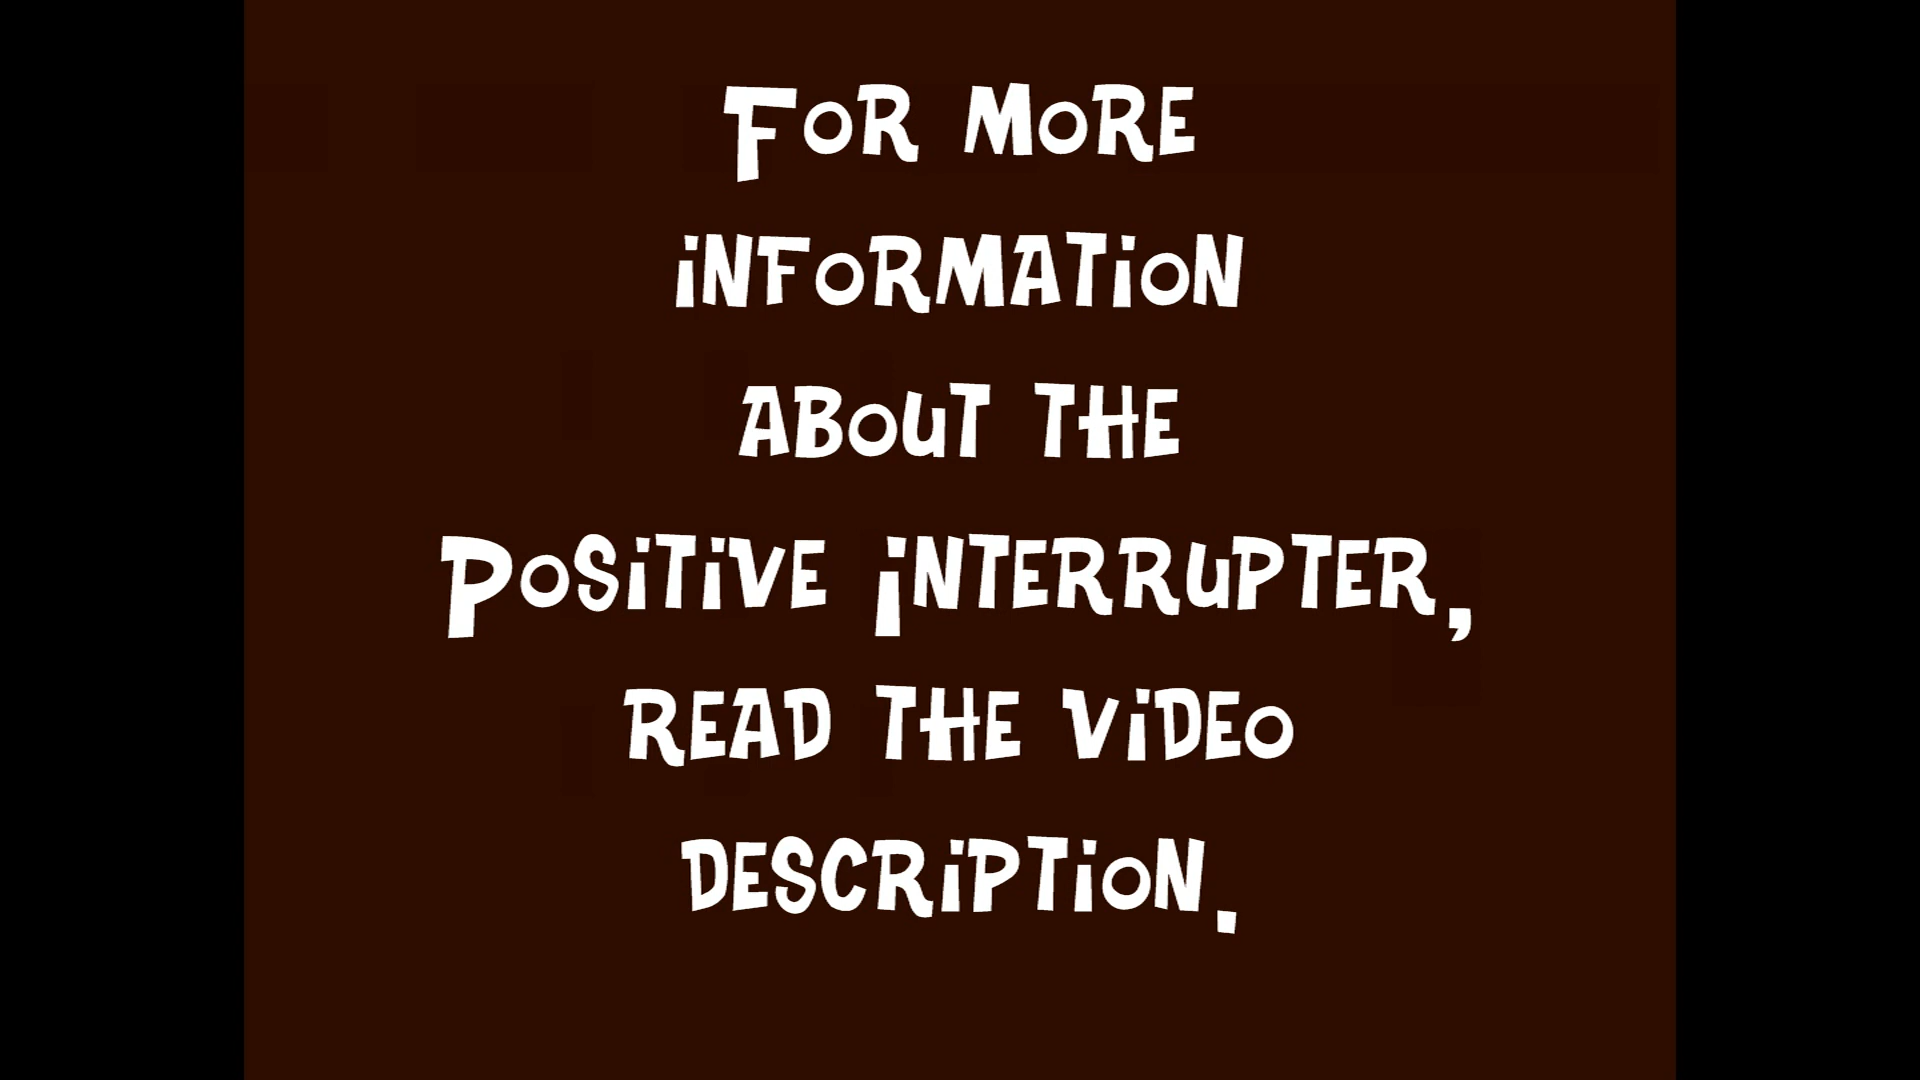 For more
information
about the
Positive Interrupter,
read the video
description.